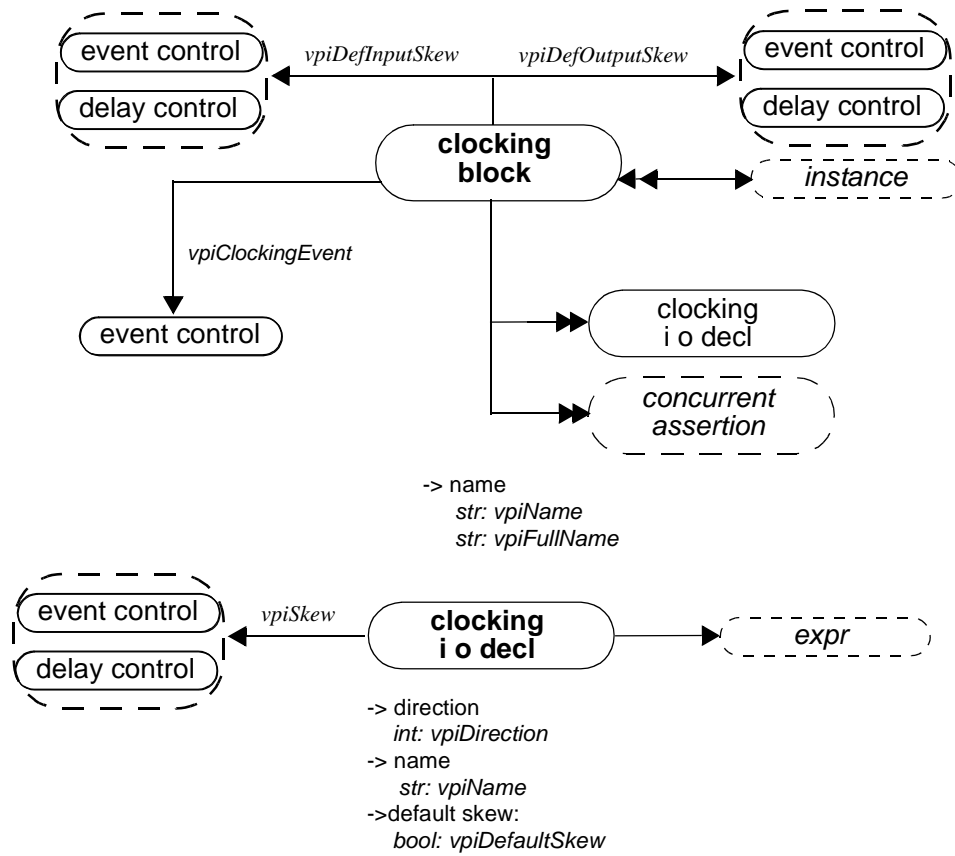 event control
delay control
vpiDefInputSkew
vpiDefOutputSkew
event control
delay control
clocking
block
instance
vpiClockingEvent
event control
clocking
i o decl
concurrent
assertion
-> name
str: vpiName
str: vpiFullName
event control
delay control
vpiSkew
clocking
i o decl
expr
-> direction
int: vpiDirection
-> name
str: vpiName
->default skew:
bool: vpiDefaultSkew